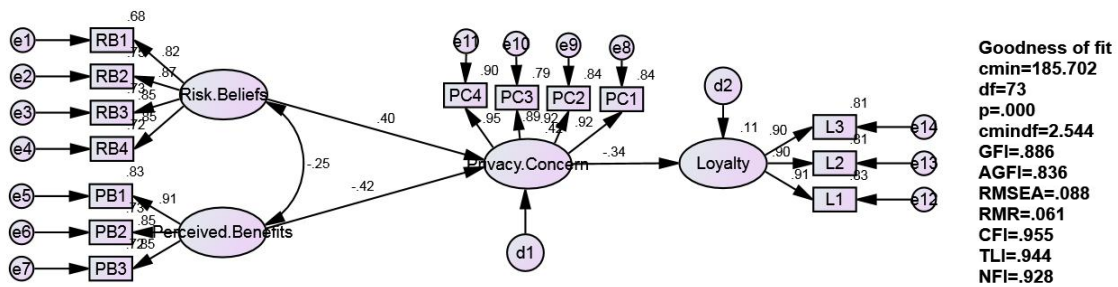 e1 RB1 .68 .82
e2 RB2 .75 .87
e3 RB3 .73 .85
e4 RB4 .72 .85
Risk.Beliefs
e5 PB1 .83 .91
e6 PB2 .73 .85
e7 PB3 .72 .85
Perceived.Benefits
-.25
.40
-.42
e11 e10 e9 e8
.90 .79 .84 .84
PC4 PC3 PC2 PC1
.95 .89 .92 .92
Privacy.Concern
d1
-.34
d2
.11
Loyalty
.90 L3 .81 e14
.90 L2 .81 e13
.91 L1 .83 e12
Goodness of fit
cmin=185.702
df=73
p=.000
cmindf=2.544
GFI=.886
AGFI=.836
RMSEA=.088
RMR=.061
CFI=.955
TLI=.944
NFI=.928